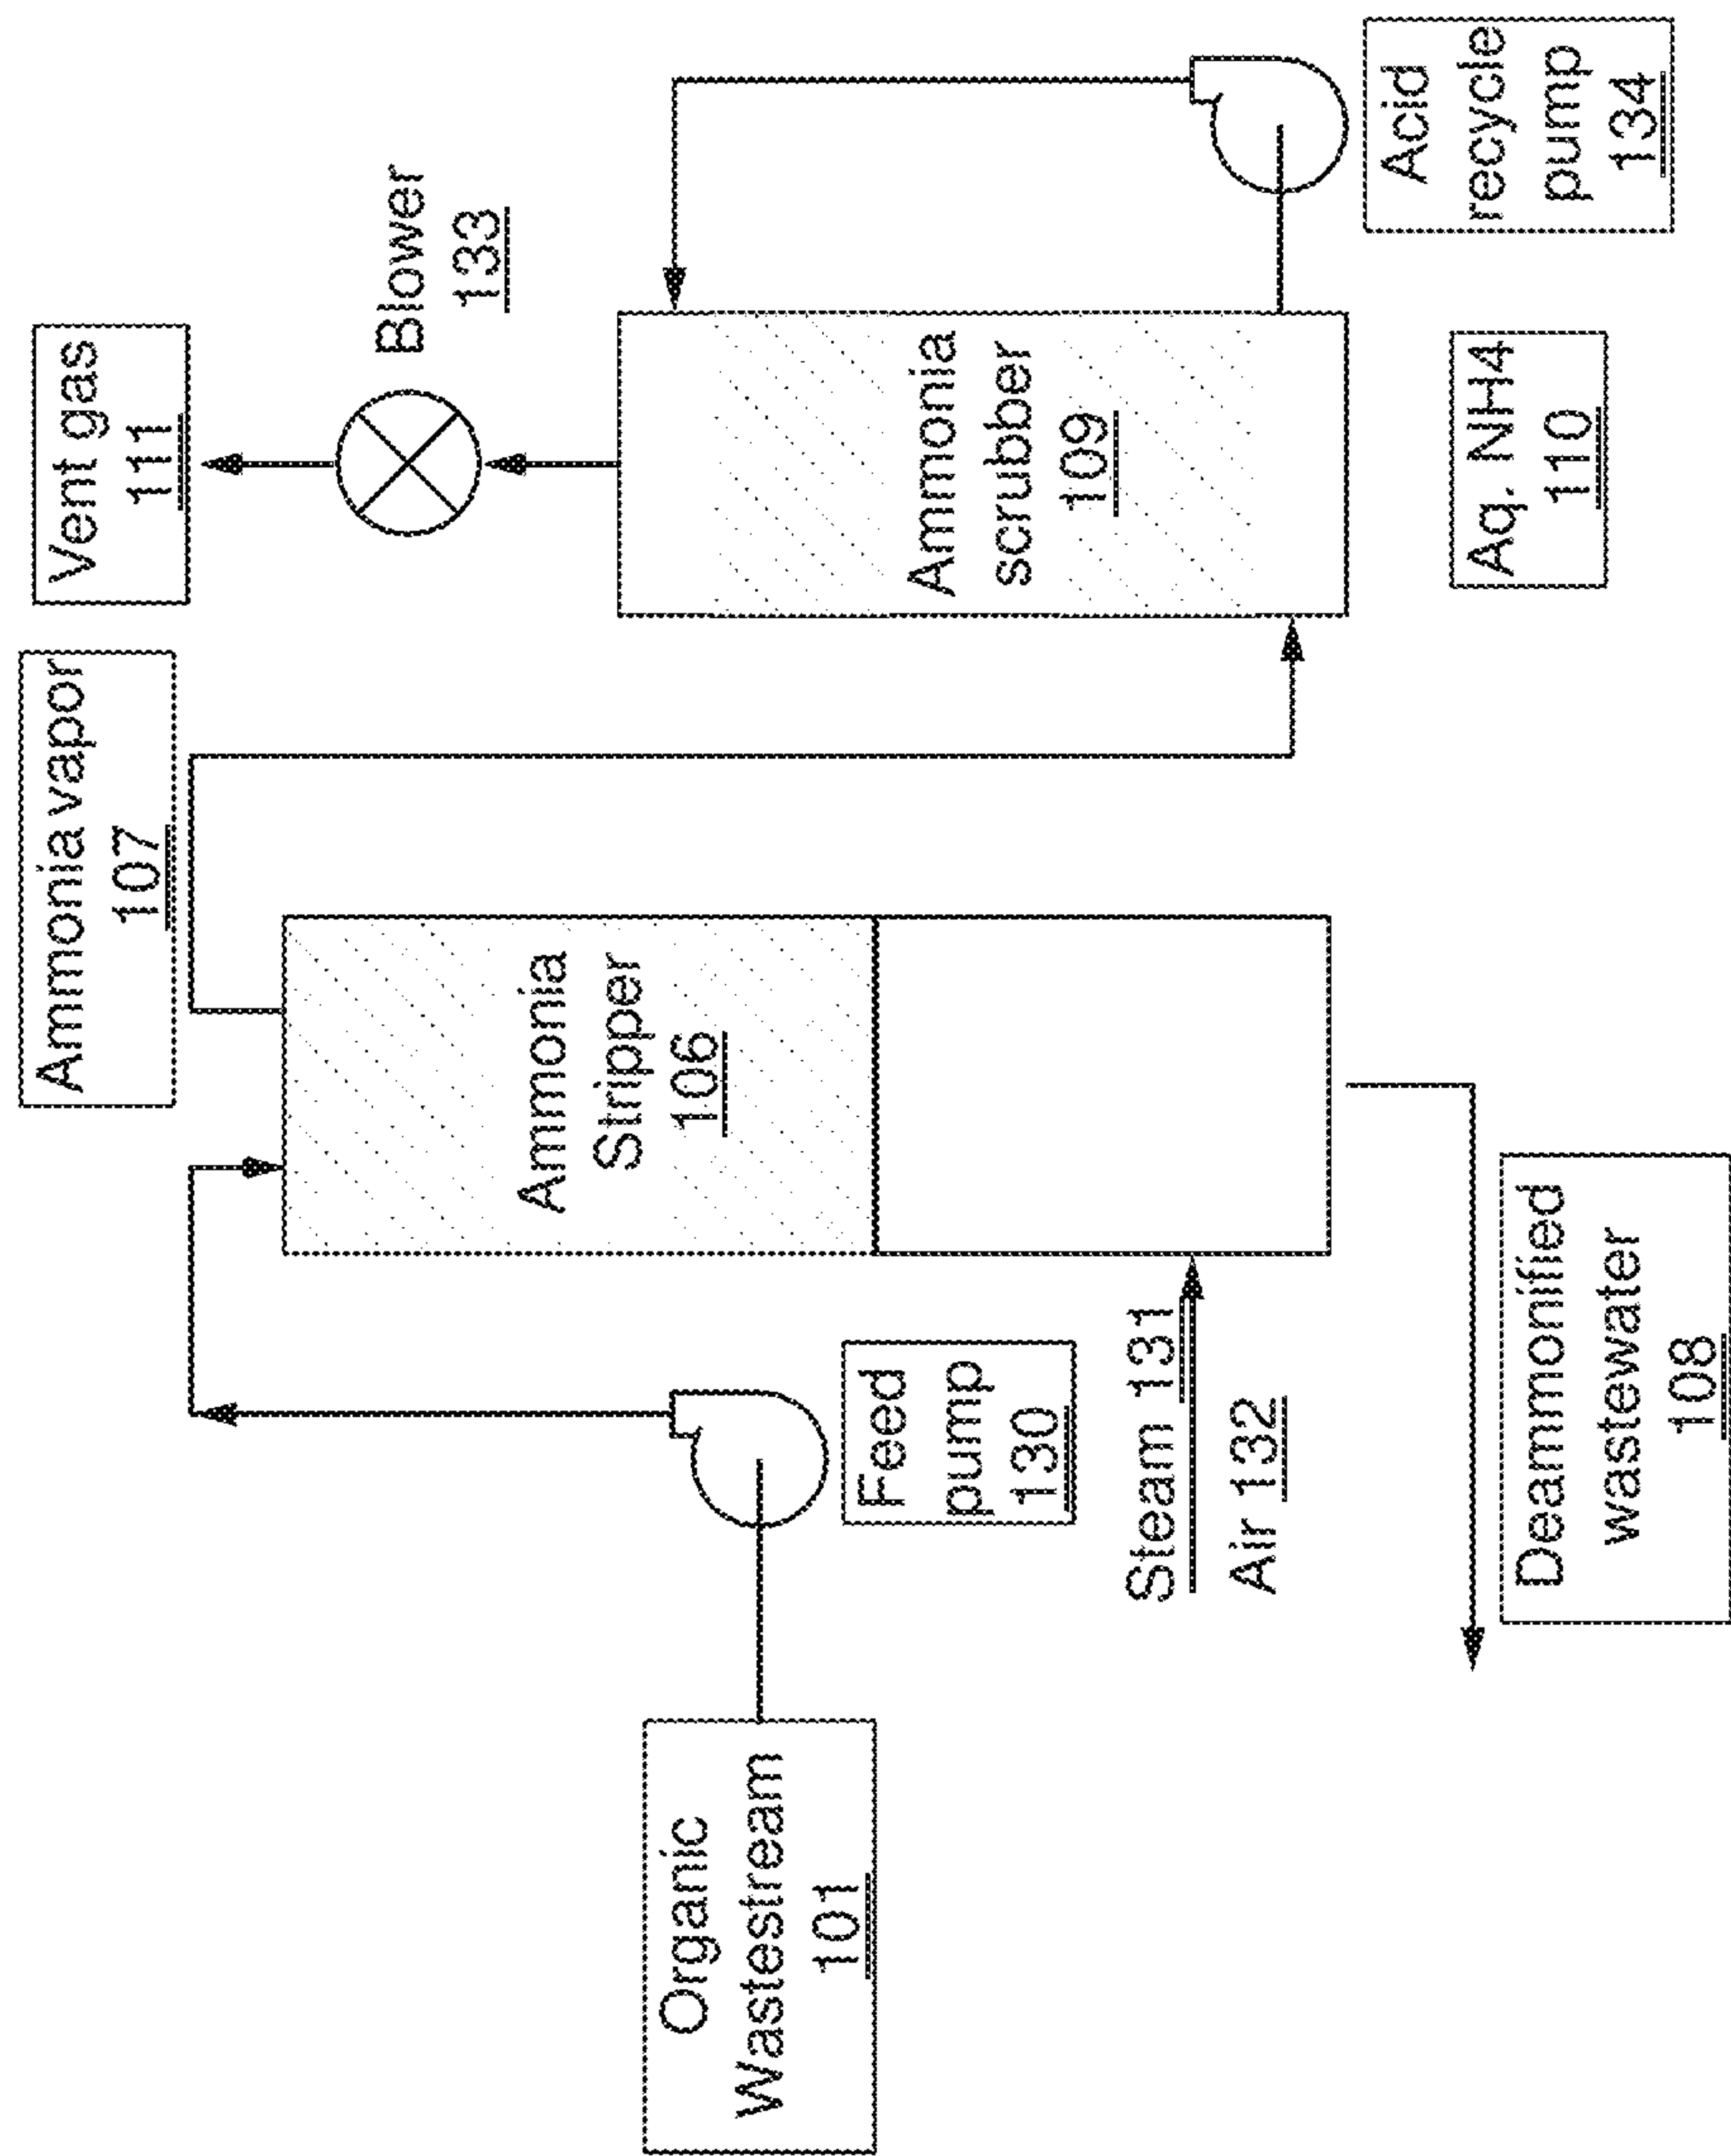 Organic
Wastestream
101
Feed
pump
130
Steam 131
Air 132
Deammonified
wastewater
108
Ammonia
Stripper
106
Ammonia vapor
107
Vent gas
111
Blower
133
Ammonia
scrubber
109
Aq. NH4
110
Acid
recycle
pump
134